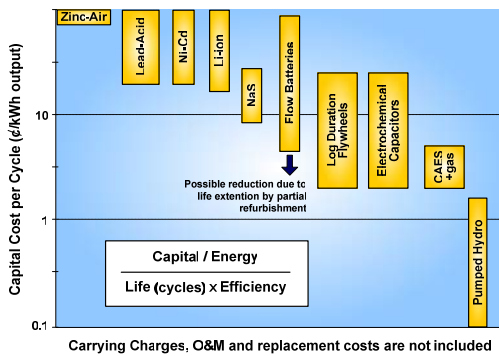 Zinc-Air
Lead-Acid
Ni-Cd
Li-ion
NaS
Flow Batteries
Log Duration
Flywheels
Electrochemical
Capacitors
CAES
+gas
Pumped Hydro
Capital Cost per Cycle (¢/kWh output)
10
1
0.1
Possible reduction due to
life extention by partial
refurbishment
Capital / Energy
Life (cycles) x Efficiency
Carrying Charges, O&M and replacement costs are not included